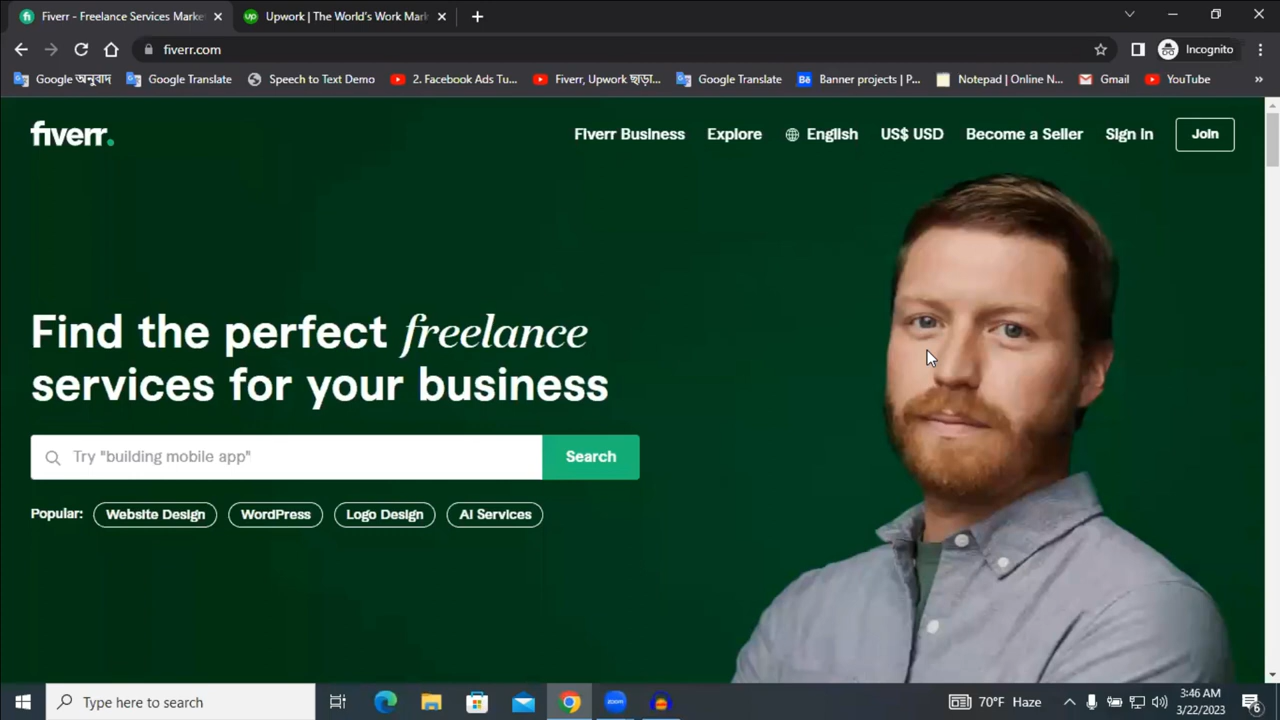 Fiverr - Freelance Services Marke
Upwork | The World's Work Mark
fiverr.com
Incognito
Google অনুবাদ
Google Translate
Speech to Text Demo
2. Facebook Ads Tu...
Fiverr, Upwork ছাড়া...
Google Translate
Bē
Banner projects | P...
Notepad | Online N...
Gmail
YouTube
»
fiverr.
Fiverr Business
Explore
English
US$ USD
Become a Seller
Sign in
Join
Find the perfect freelance
services for your business
Try "building mobile app"
Search
Popular:
Website Design
WordPress
Logo Design
AI Services
Type here to search
zoom
70°F Haze
3:46 AM
3/22/2023
6